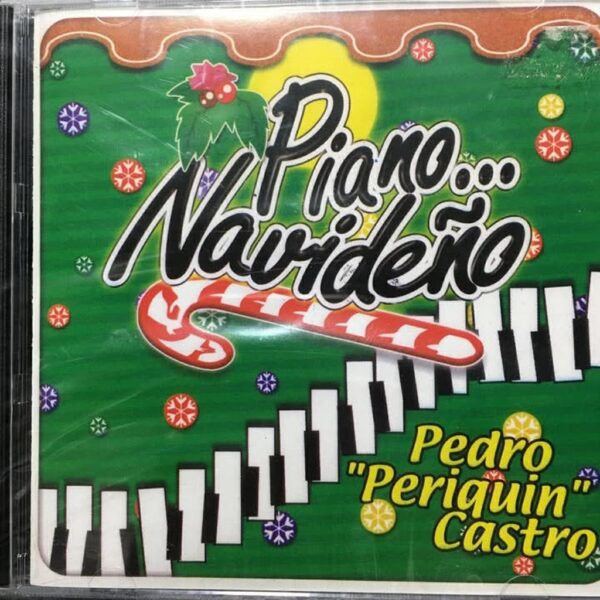 Piano...
Navideño
Pedro
"Periquin"
Castro